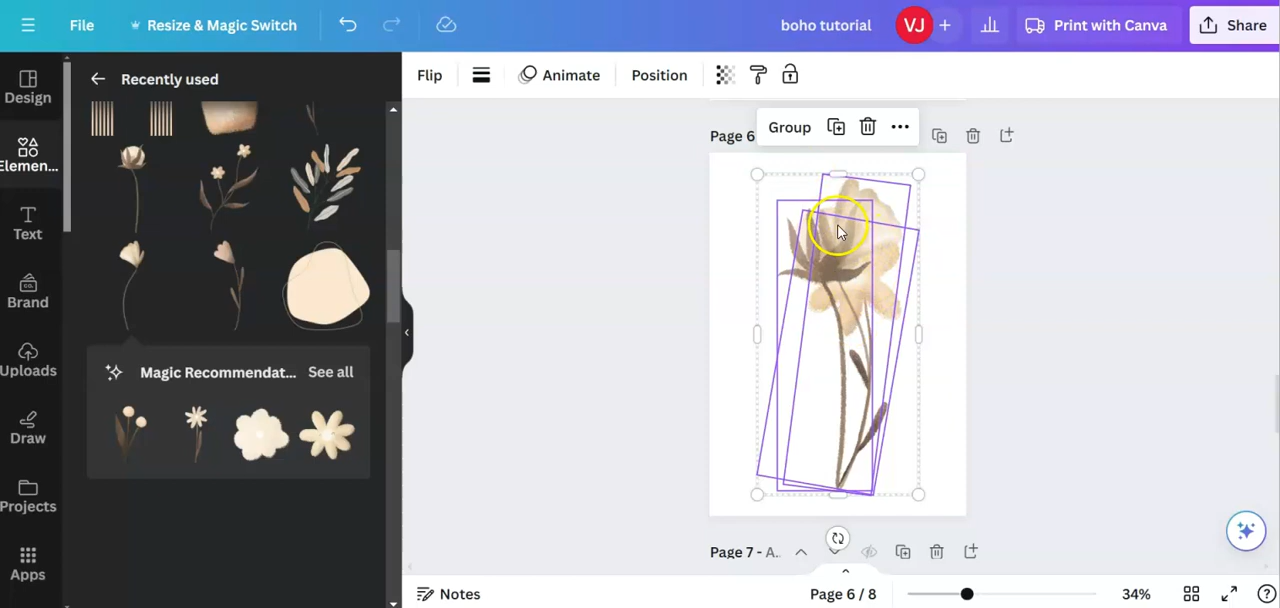 File
Resize & Magic Switch
boho tutorial
VJ
Print with Canva
Share
Design
Elemen...
Text
Brand
Uploads
Draw
Projects
Apps
Recently used
Magic Recommendat...
See all
Flip
Animate
Position
Page 6
Group
Page 7 - A..
Notes
Page 6 / 8
34%